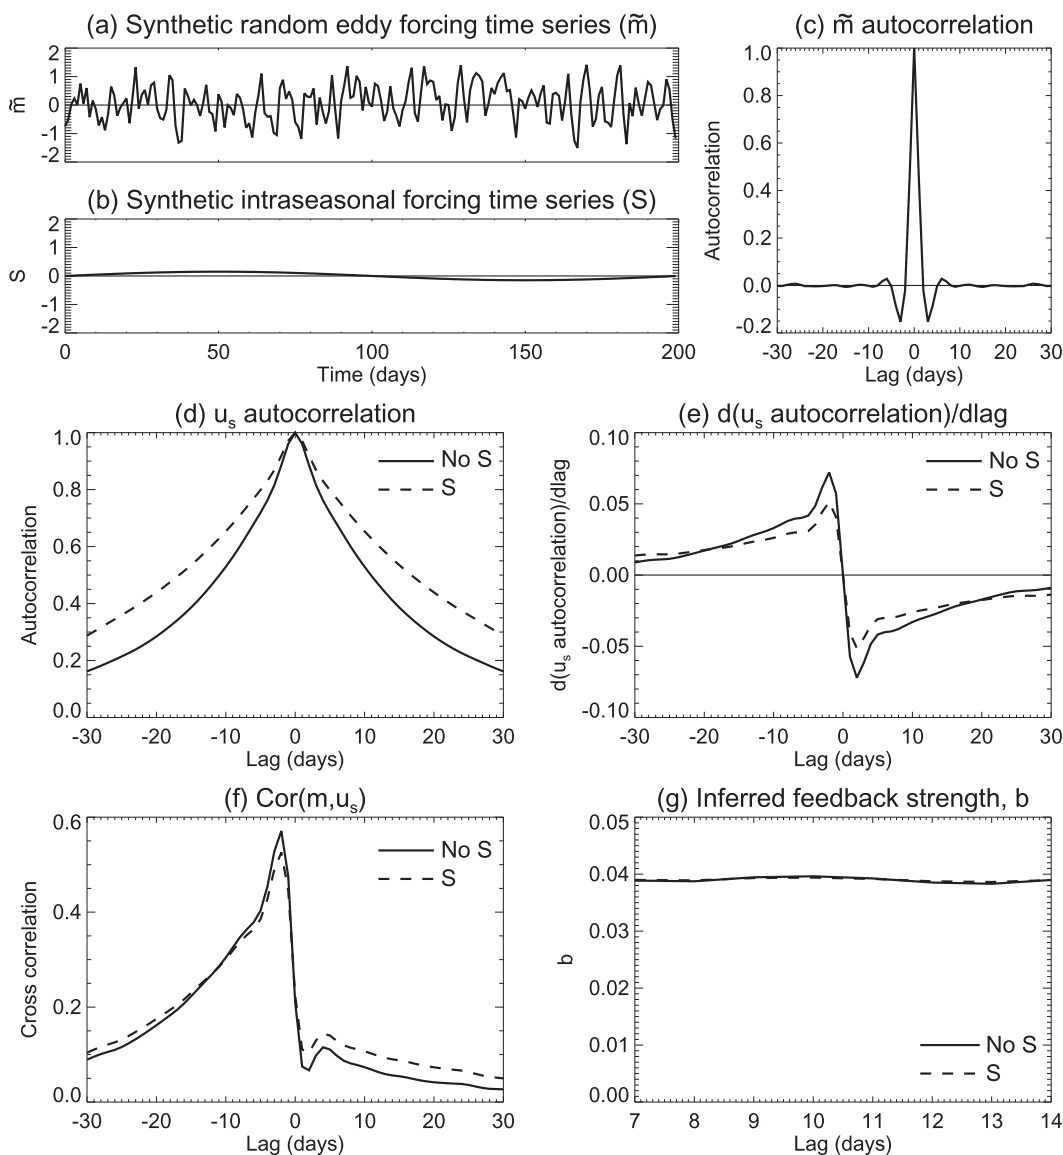 (a) Synthetic random eddy forcing time series (m̃)
2
1
0
-1
-2
m̃
(b) Synthetic intraseasonal forcing time series (S)
2
1
0
-1
-2
S
0 50 100 150 200
Time (days)
(c) m̃ autocorrelation
1.0
0.8
0.6
0.4
0.2
0.0
-0.2
Autocorrelation
-30 -20 -10 0 10 20 30
Lag (days)
(d) uₛ autocorrelation
1.0
0.8
0.6
0.4
0.2
0.0
Autocorrelation
No S
S
-30 -20 -10 0 10 20 30
Lag (days)
(e) d(uₛ autocorrelation)/dlag
0.10
0.05
0.00
-0.05
-0.10
d(uₛ autocorrelation)/dlag
No S
S
-30 -20 -10 0 10 20 30
Lag (days)
(f) Cor(m,uₛ)
0.6
0.4
0.2
0.0
Cross correlation
No S
S
-30 -20 -10 0 10 20 30
Lag (days)
(g) Inferred feedback strength, b
0.05
0.04
0.03
0.02
0.01
0.00
b
No S
S
7 8 9 10 11 12 13 14
Lag (days)